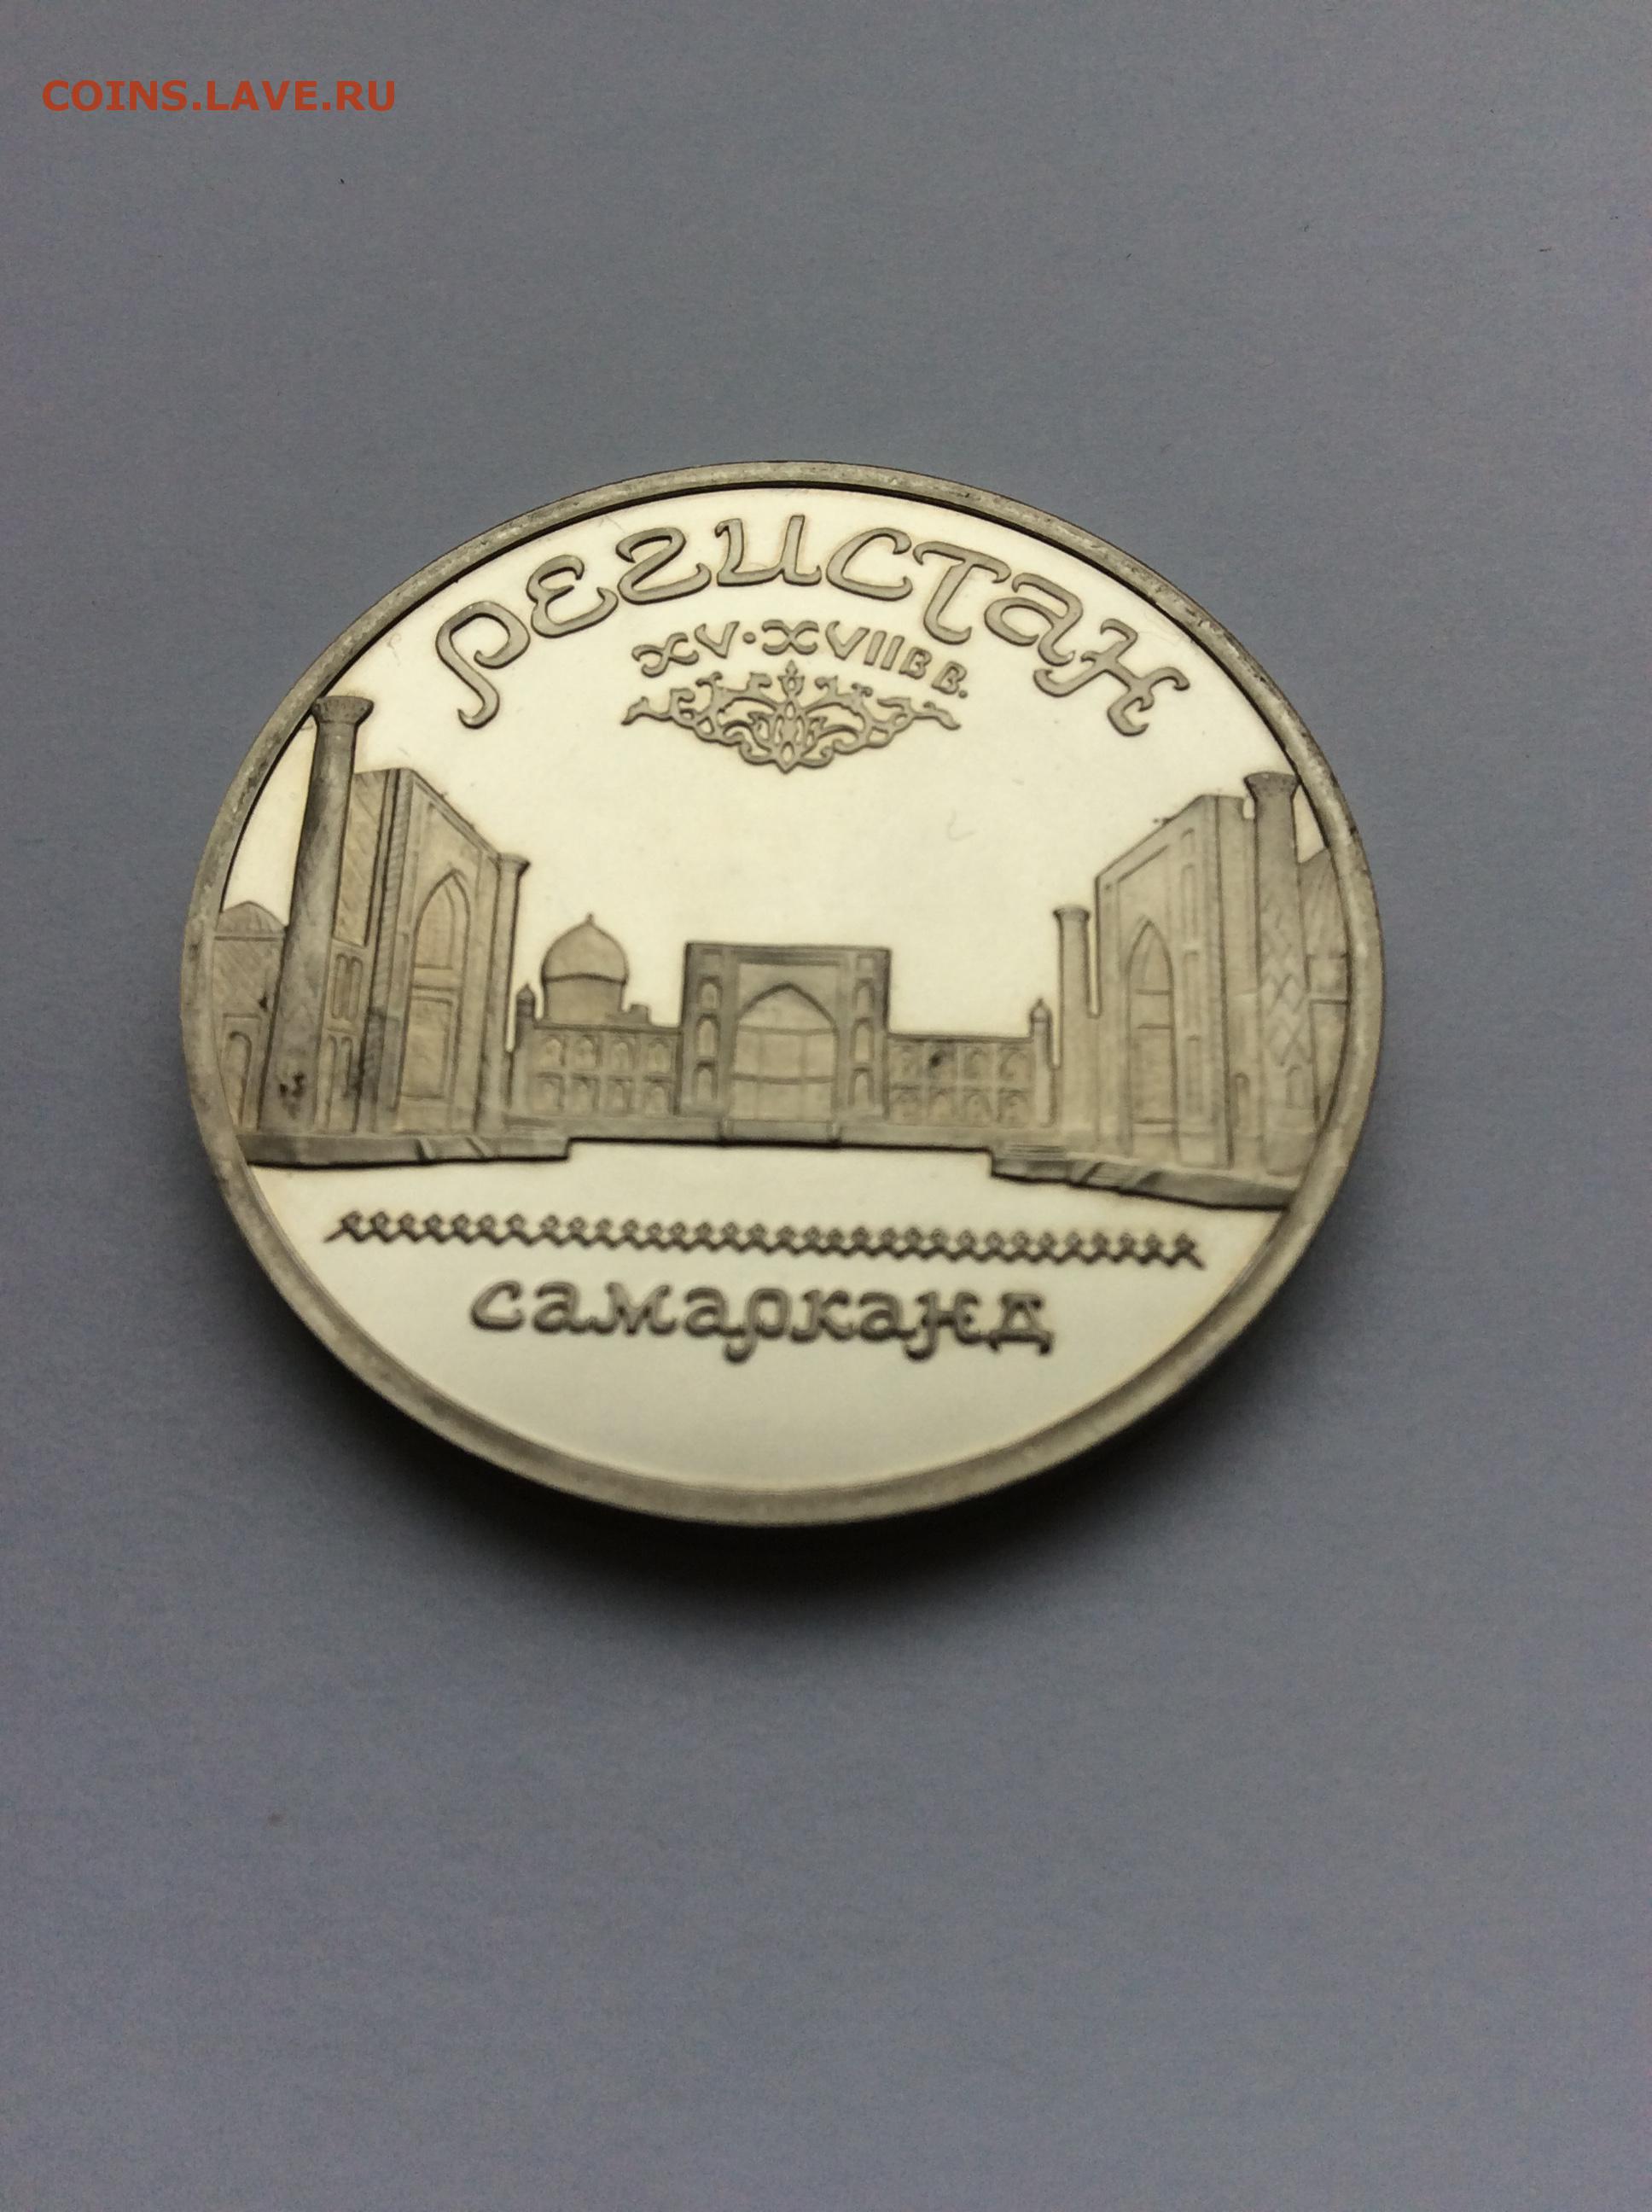 COINS.LAVE.RU
РЕГИСТАН
XV·XVIIВВ.
САМАРКАНД